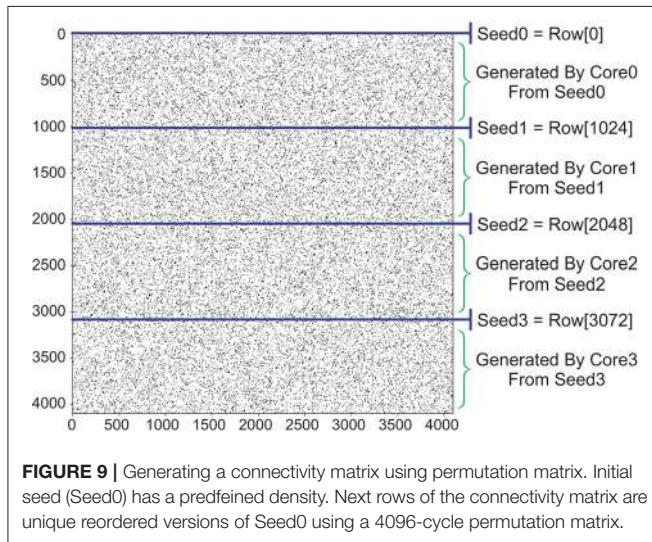 0
Seed0 = Row[0]
500
Generated By Core0
From Seed0
1000
Seed1 = Row[1024]
1500
Generated By Core1
From Seed1
2000
Seed2 = Row[2048]
2500
Generated By Core2
From Seed2
3000
Seed3 = Row[3072]
3500
Generated By Core3
From Seed3
4000
0 500 1000 1500 2000 2500 3000 3500 4000
FIGURE 9 | Generating a connectivity matrix using permutation matrix. Initial
seed (Seed0) has a predfeined density. Next rows of the connectivity matrix are
unique reordered versions of Seed0 using a 4096-cycle permutation matrix.